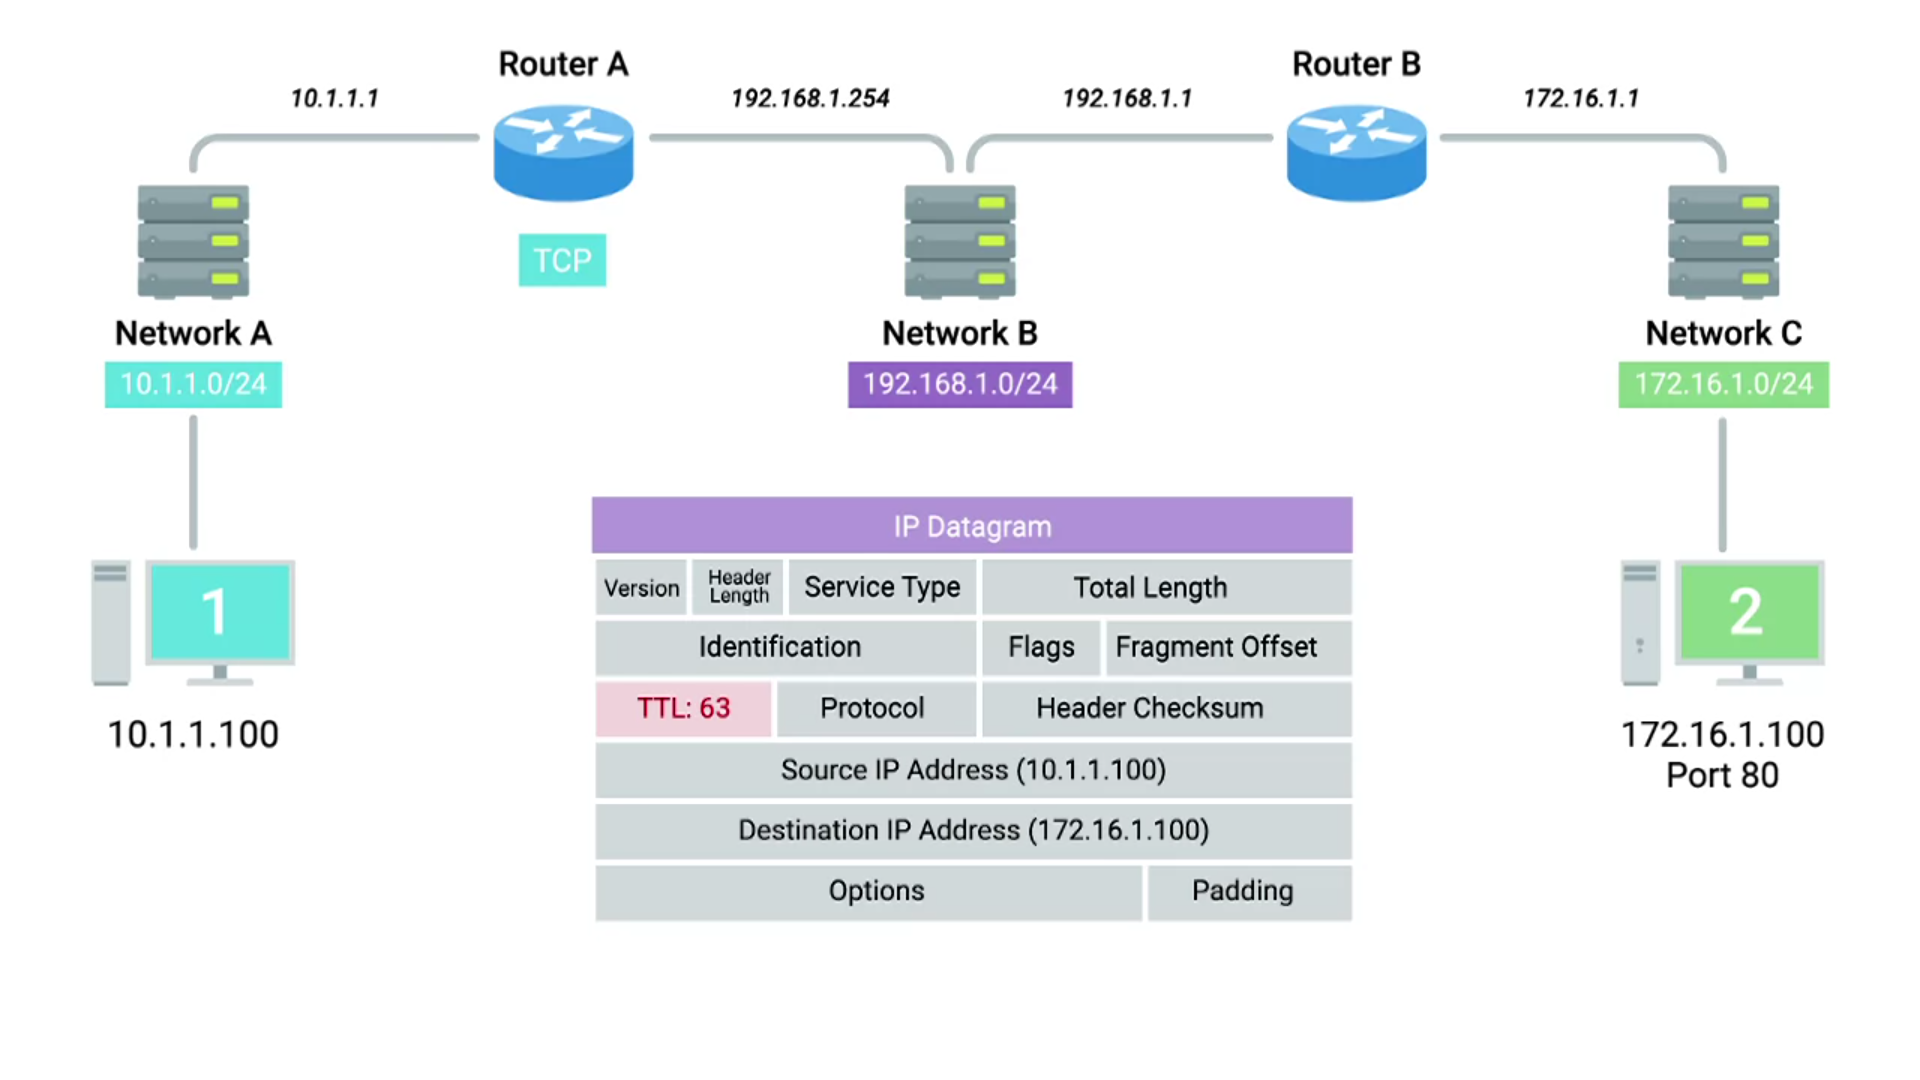 Router A
Router B
10.1.1.1
192.168.1.254
192.168.1.1
172.16.1.1
TCP
Network A
Network B
Network C
10.1.1.0/24
192.168.1.0/24
172.16.1.0/24
IP Datagram
Version
Header
Length
Service Type
Total Length
Identification
Flags
Fragment Offset
TTL: 63
Protocol
Header Checksum
Source IP Address (10.1.1.100)
Destination IP Address (172.16.1.100)
Options
Padding
1
10.1.1.100
2
172.16.1.100
Port 80